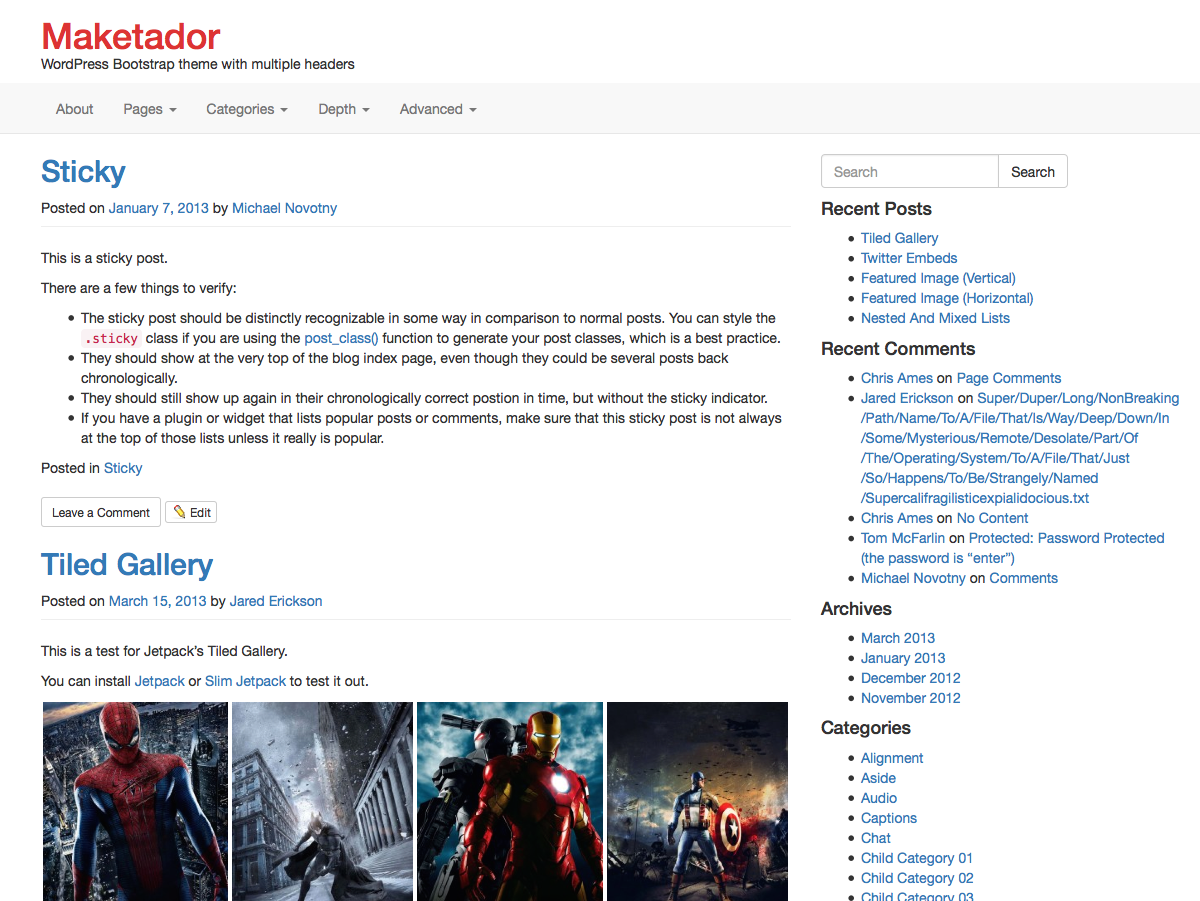 Maketador
WordPress Bootstrap theme with multiple headers
About Pages Categories Depth Advanced
Sticky
Posted on January 7, 2013 by Michael Novotny
This is a sticky post.
There are a few things to verify:
The sticky post should be distinctly recognizable in some way in comparison to normal posts. You can style the
.sticky class if you are using the post_class() function to generate your post classes, which is a best practice.
They should show at the very top of the blog index page, even though they could be several posts back
chronologically.
They should still show up again in their chronologically correct postion in time, but without the sticky indicator.
If you have a plugin or widget that lists popular posts or comments, make sure that this sticky post is not always
at the top of those lists unless it really is popular.
Posted in Sticky
Leave a Comment Edit
Tiled Gallery
Posted on March 15, 2013 by Jared Erickson
This is a test for Jetpack’s Tiled Gallery.
You can install Jetpack or Slim Jetpack to test it out.
Search Search
Recent Posts
Tiled Gallery
Twitter Embeds
Featured Image (Vertical)
Featured Image (Horizontal)
Nested And Mixed Lists
Recent Comments
Chris Ames on Page Comments
Jared Erickson on Super/Duper/Long/NonBreaking
/Path/Name/To/A/File/That/Is/Way/Deep/Down/In
/Some/Mysterious/Remote/Desolate/Part/Of
/The/Operating/System/To/A/File/That/Just
/So/Happens/To/Be/Strangely/Named
/Supercalifragilisticexpialidocious.txt
Chris Ames on No Content
Tom McFarlin on Protected: Password Protected
(the password is “enter”)
Michael Novotny on Comments
Archives
March 2013
January 2013
December 2012
November 2012
Categories
Alignment
Aside
Audio
Captions
Chat
Child Category 01
Child Category 02
Child Category 03